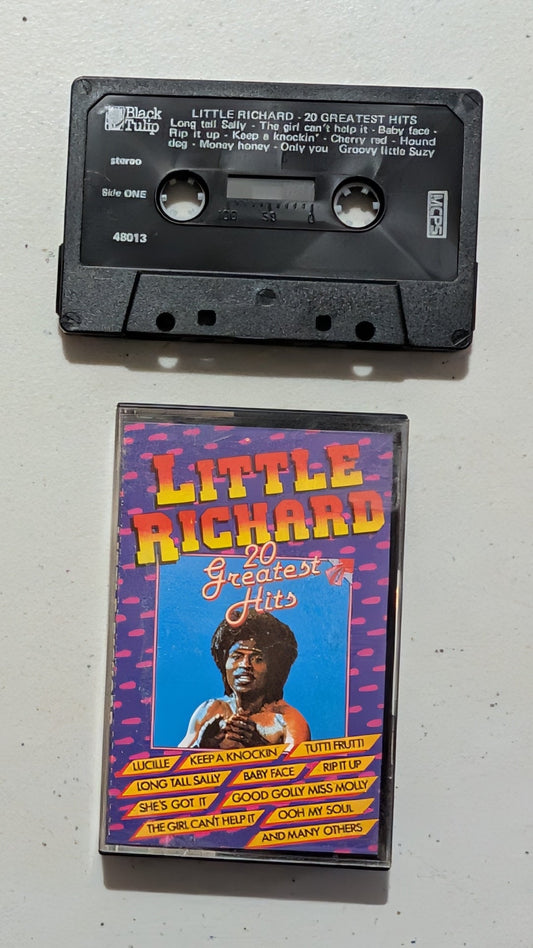 Black
Tulip
LITTLE RICHARD - 20 GREATEST HITS
Long tall Sally - The girl can't help it - Baby face -
Rip it up - Keep a knockin' - Cherry red - Hound
dog - Money honey - Only you Groovy little Suzy
stereo
Side ONE
48013
100 50 0
MCPS
LITTLE
RICHARD
20
Greatest
Hits
LUCILLE KEEP A KNOCKIN TUTTI FRUTTI
LONG TALL SALLY BABY FACE RIP IT UP
SHE'S GOT IT GOOD GOLLY MISS MOLLY
THE GIRL CAN'T HELP IT OOH MY SOUL
AND MANY OTHERS